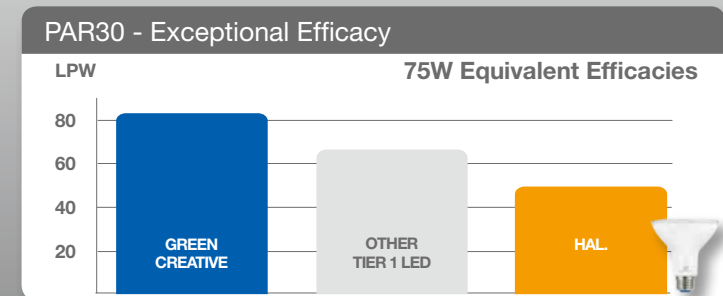 PAR30 - Exceptional Efficacy
LPW
75W Equivalent Efficacies
80
60
40
20
GREEN
CREATIVE
OTHER
TIER 1 LED
HAL.